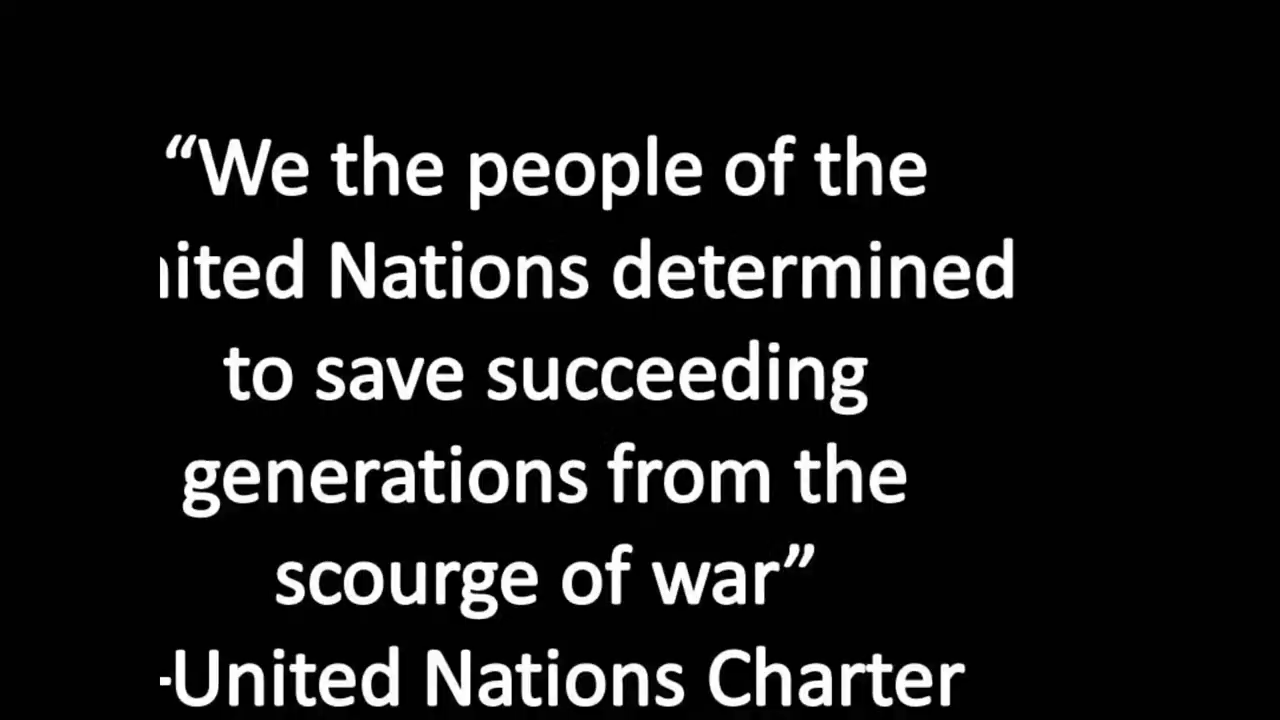 “We the people of the
nited Nations determined
to save succeeding
generations from the
scourge of war”
-United Nations Charter